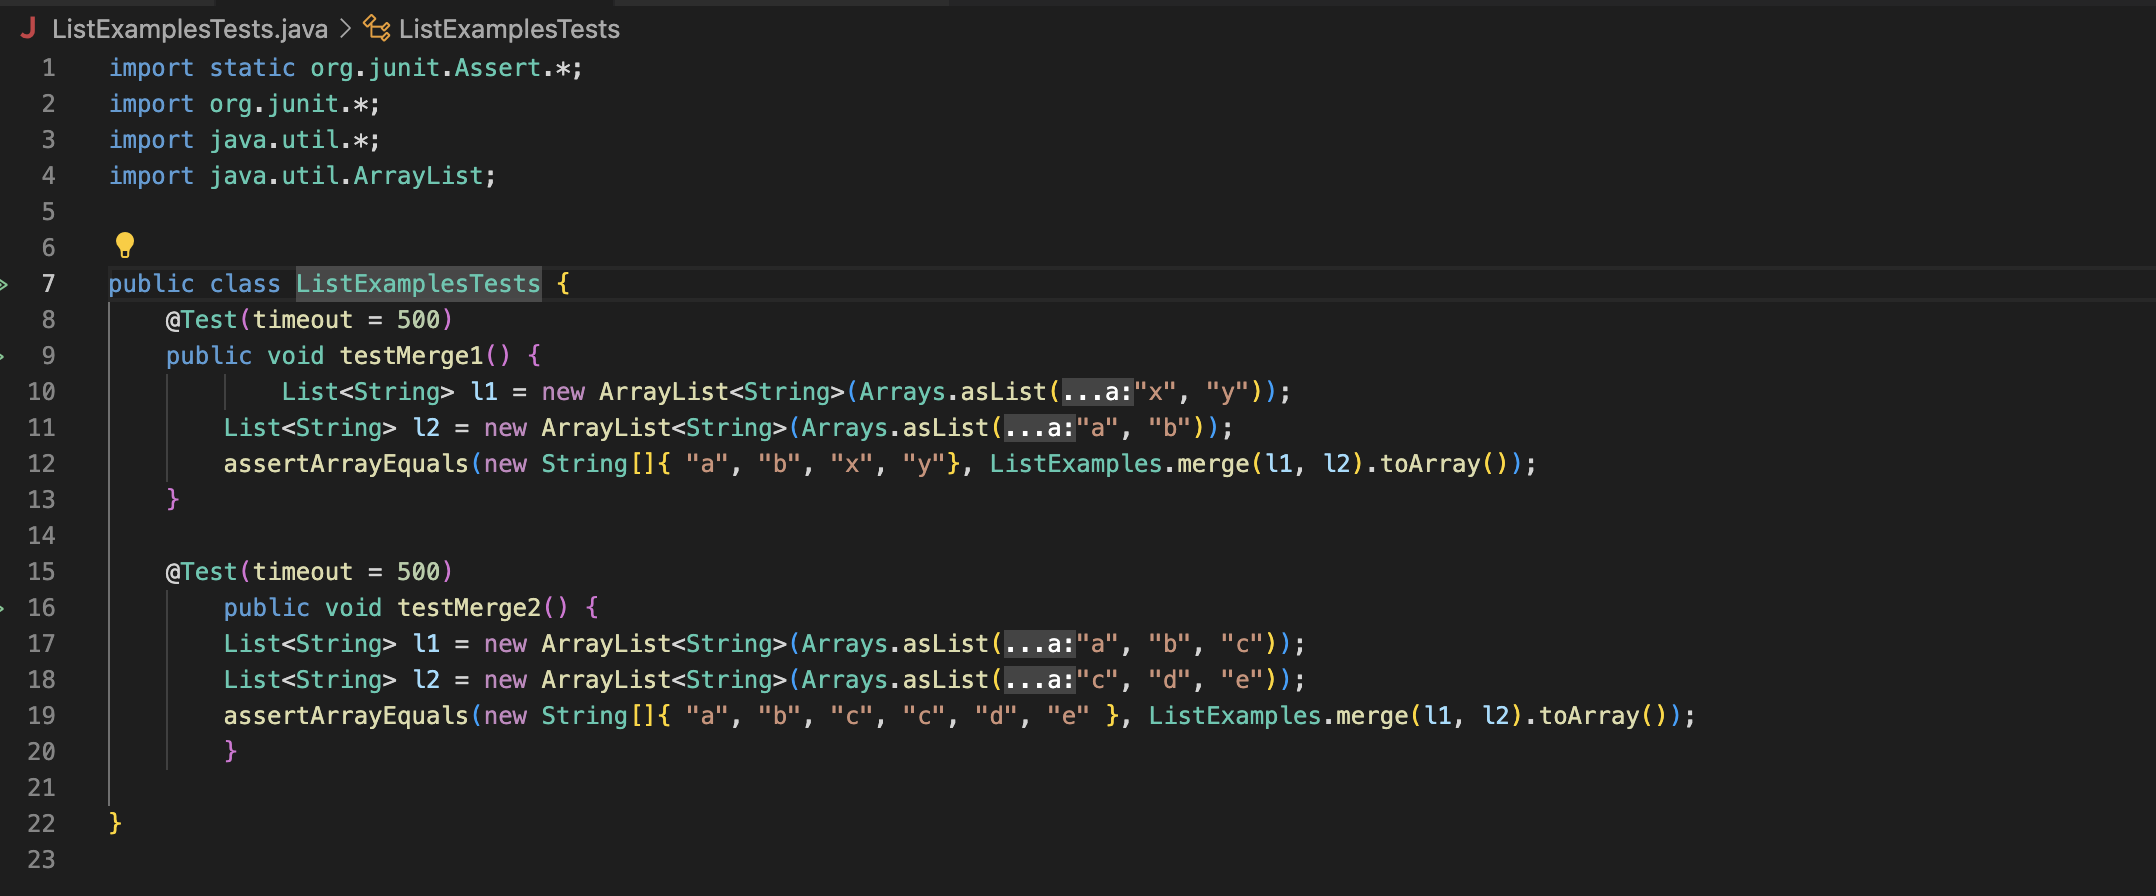 J ListExamplesTests.java > ListExamplesTests
1 import static org.junit.Assert.*;
2 import org.junit.*;
3 import java.util.*;
4 import java.util.ArrayList;
5
6
7 public class ListExamplesTests {
8 @Test(timeout = 500)
9 public void testMerge1() {
10 List<String> l1 = new ArrayList<String>(Arrays.asList(...a:"x", "y"));
11 List<String> l2 = new ArrayList<String>(Arrays.asList(...a:"a", "b"));
12 assertArrayEquals(new String[]{ "a", "b", "x", "y"}, ListExamples.merge(l1, l2).toArray());
13 }
14
15 @Test(timeout = 500)
16 public void testMerge2() {
17 List<String> l1 = new ArrayList<String>(Arrays.asList(...a:"a", "b", "c"));
18 List<String> l2 = new ArrayList<String>(Arrays.asList(...a:"c", "d", "e"));
19 assertArrayEquals(new String[]{ "a", "b", "c", "c", "d", "e" }, ListExamples.merge(l1, l2).toArray());
20 }
21
22 }
23